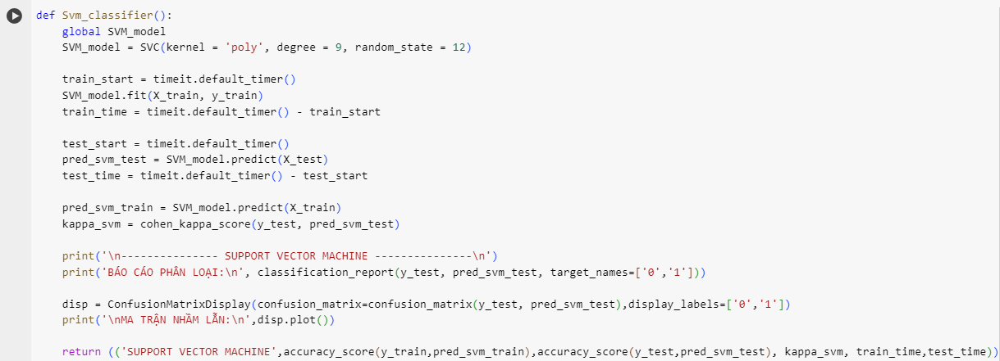 def Svm_classifier():
    global SVM_model
    SVM_model = SVC(kernel = 'poly', degree = 9, random_state = 12)

    train_start = timeit.default_timer()
    SVM_model.fit(X_train, y_train)
    train_time = timeit.default_timer() - train_start

    test_start = timeit.default_timer()
    pred_svm_test = SVM_model.predict(X_test)
    test_time = timeit.default_timer() - test_start

    pred_svm_train = SVM_model.predict(X_train)
    kappa_svm = cohen_kappa_score(y_test, pred_svm_test)

    print('\n--------------- SUPPORT VECTOR MACHINE ---------------\n')
    print('BÁO CÁO PHÂN LOẠI:\n', classification_report(y_test, pred_svm_test, target_names=['0','1']))

    disp = ConfusionMatrixDisplay(confusion_matrix=confusion_matrix(y_test, pred_svm_test),display_labels=['0','1'])
    print('\nMA TRẬN NHẦM LẪN:\n',disp.plot())

    return (('SUPPORT VECTOR MACHINE',accuracy_score(y_train,pred_svm_train),accuracy_score(y_test,pred_svm_test), kappa_svm, train_time,test_time))